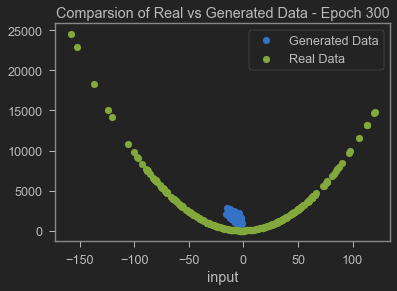 Comparsion of Real vs Generated Data - Epoch 300
Generated Data
Real Data
25000
20000
15000
10000
5000
0
−150 −100 −50 0 50 100
input